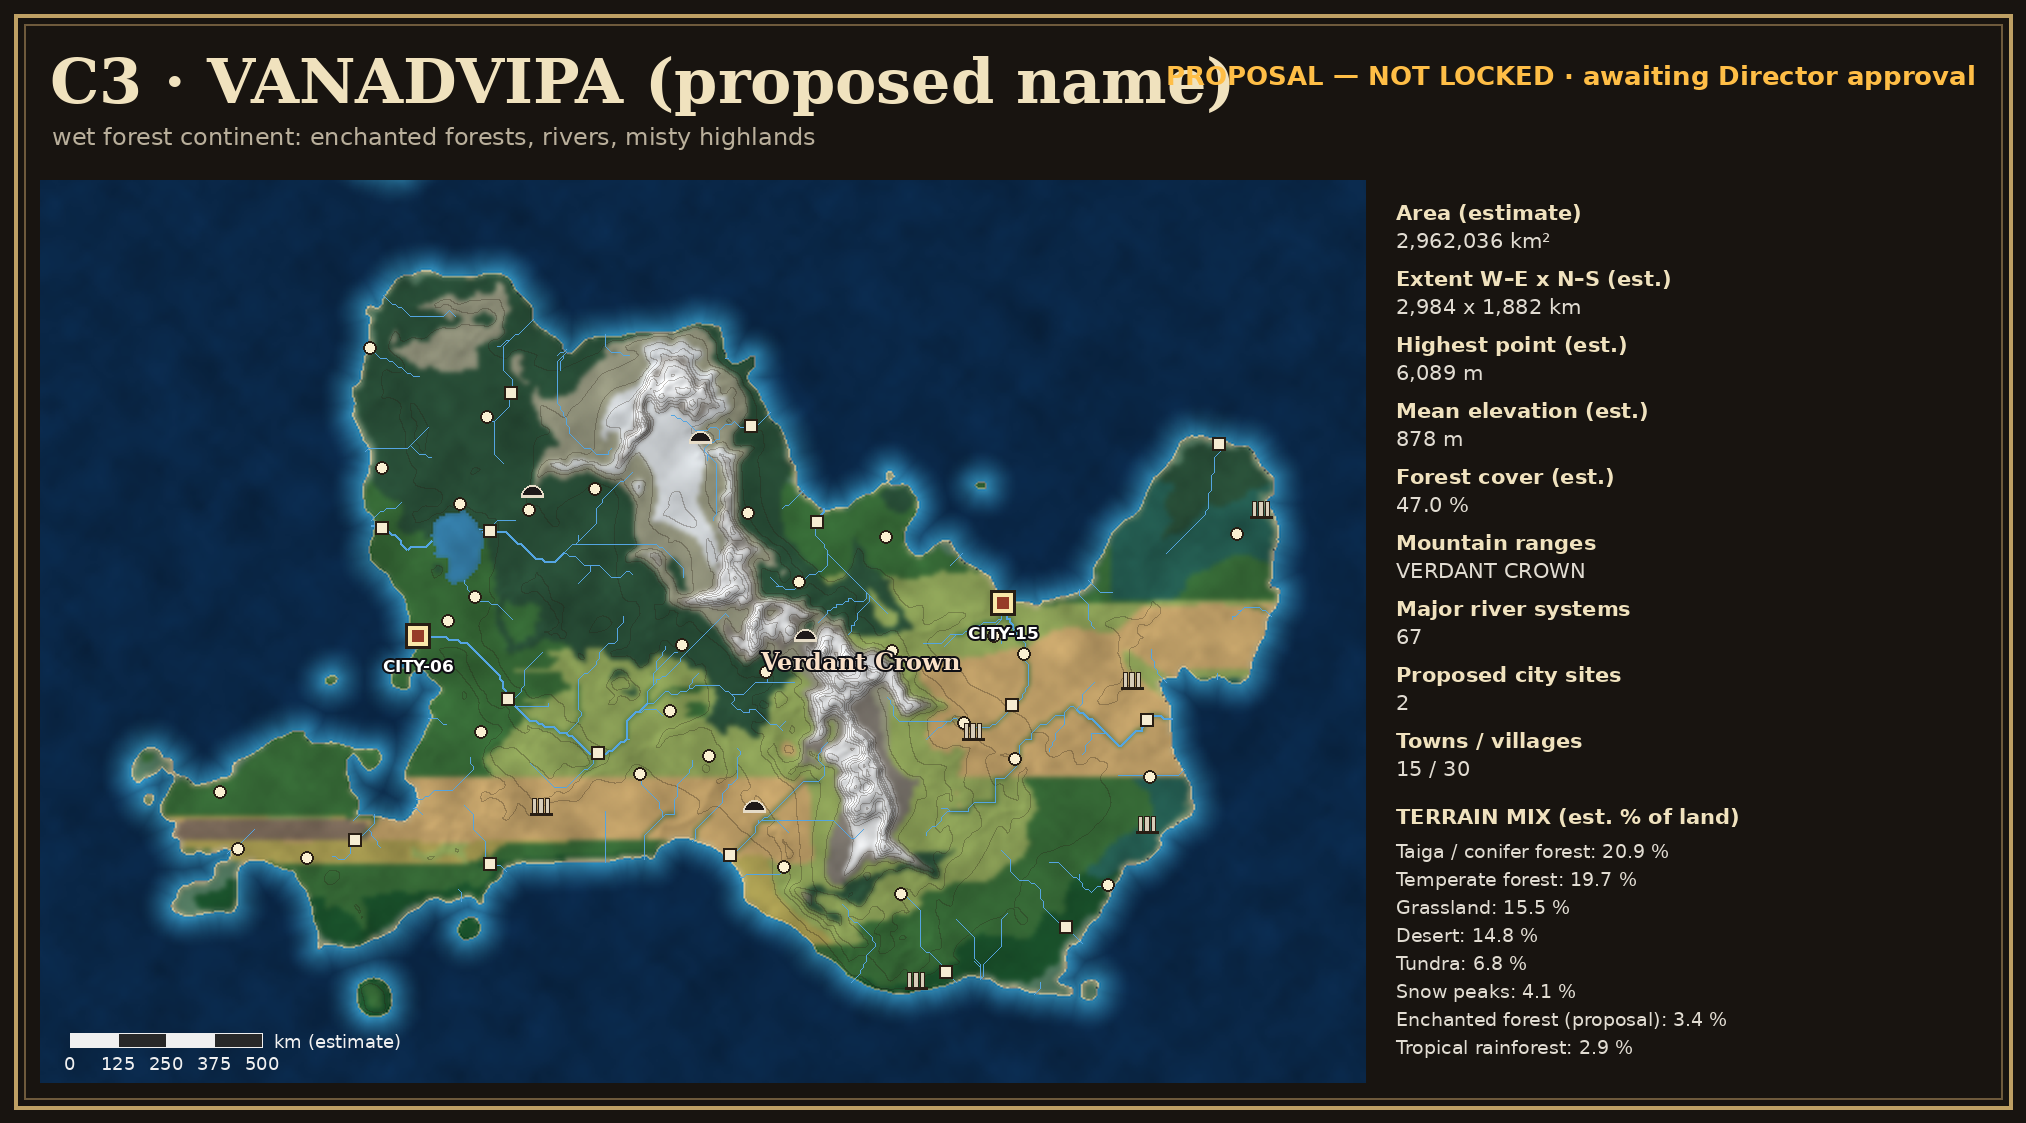 C3 · VANADVIPA (proposed name)
PROPOSAL — NOT LOCKED · awaiting Director approval
wet forest continent: enchanted forests, rivers, misty highlands
CITY-15
CITY-06
Verdant Crown
km (estimate)
0 125 250 375 500
Area (estimate)
2,962,036 km²
Extent W–E x N–S (est.)
2,984 x 1,882 km
Highest point (est.)
6,089 m
Mean elevation (est.)
878 m
Forest cover (est.)
47.0 %
Mountain ranges
VERDANT CROWN
Major river systems
67
Proposed city sites
2
Towns / villages
15 / 30
TERRAIN MIX (est. % of land)
Taiga / conifer forest: 20.9 %
Temperate forest: 19.7 %
Grassland: 15.5 %
Desert: 14.8 %
Tundra: 6.8 %
Snow peaks: 4.1 %
Enchanted forest (proposal): 3.4 %
Tropical rainforest: 2.9 %